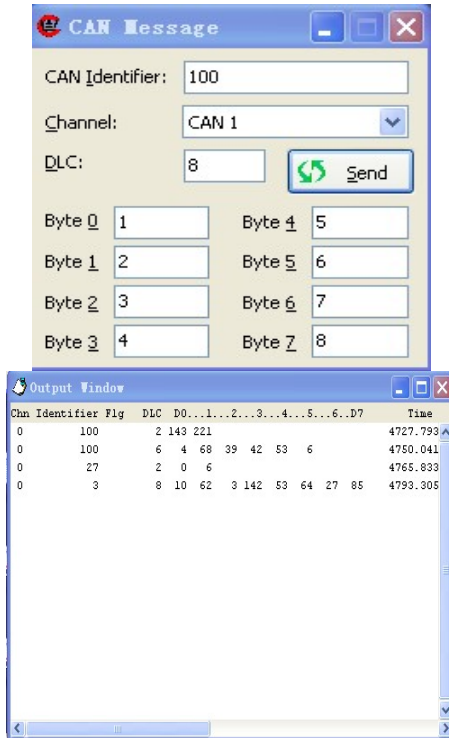 CAN Message
CAN Identifier: 100
Channel: CAN 1
DLC: 8 Send
Byte 0 1 Byte 4 5
Byte 1 2 Byte 5 6
Byte 2 3 Byte 6 7
Byte 3 4 Byte 7 8
Output Window
Chn Identifier Flg DLC D0...1...2...3...4...5...6..D7 Time
0 100 2 143 221 4727.793
0 100 6 4 68 39 42 53 6 4750.041
0 27 2 0 6 4765.833
0 3 8 10 62 3 142 53 64 27 85 4793.305